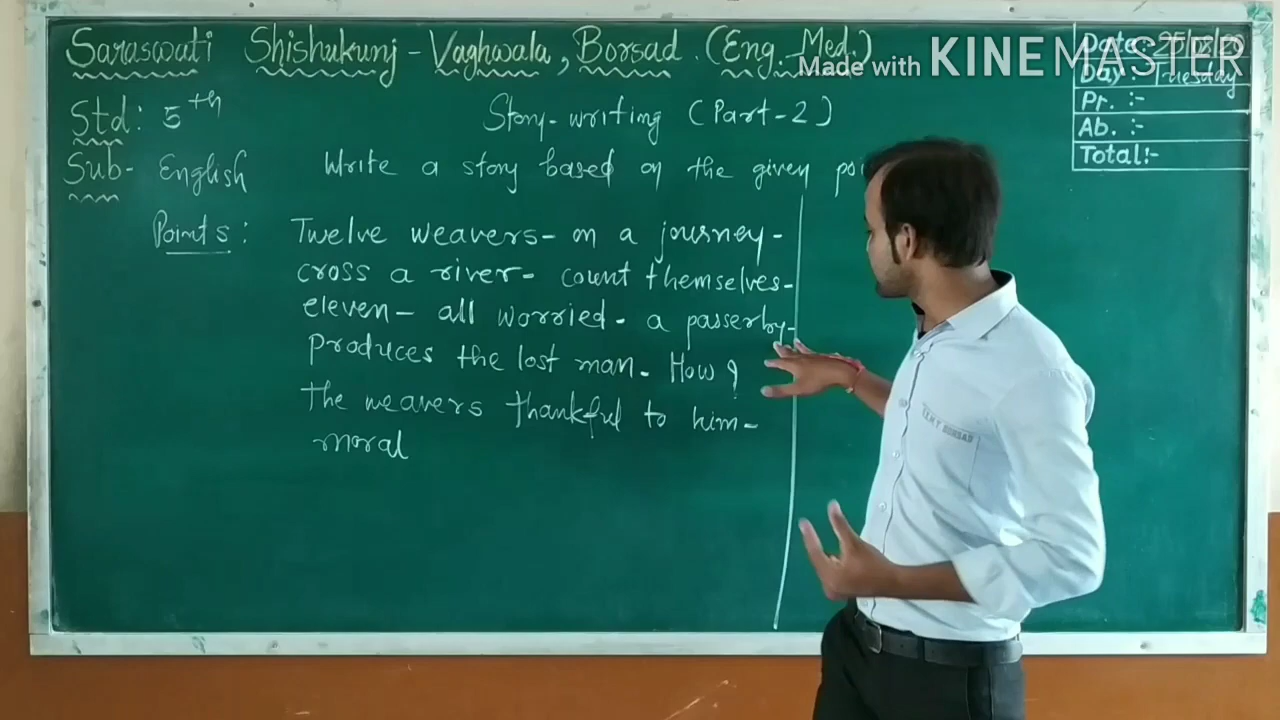 Saraswati Shishukunj - Vaghwala, Borsad. (Eng. Med.)
Made with KINEMASTER
Date:
Day:- Tuesday
Pr. :-
Ab. :-
Total:-
Std: 5th
Story-writing (Part-2)
Sub- English
Write a story based on the given
Points: Twelve weavers- on a journey-
cross a river- count themselves-
eleven- all worried- a passerby-
produces the lost man. How?
The weavers thankful to him-
moral